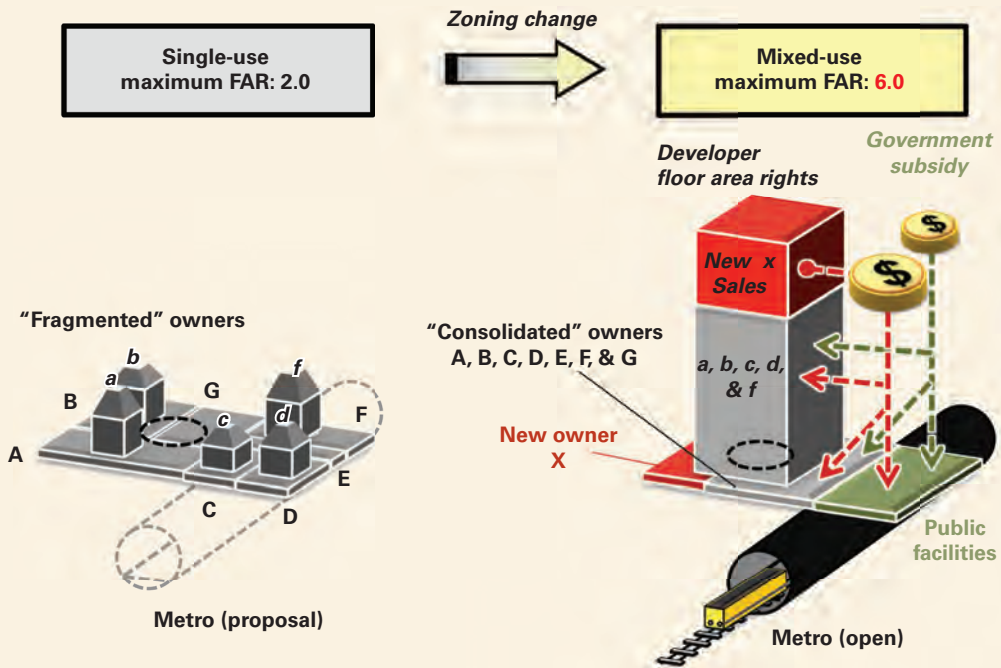 Zoning change
Single-use
maximum FAR: 2.0
Mixed-use
maximum FAR: 6.0
Developer
floor area rights
Government
subsidy
$
$
New x
Sales
"Fragmented" owners
"Consolidated" owners
A, B, C, D, E, F, & G
a, b, c, d,
& f
b
a
f
B
G
c
d
F
A
E
C
D
New owner
X
Public
facilities
Metro (proposal)
Metro (open)